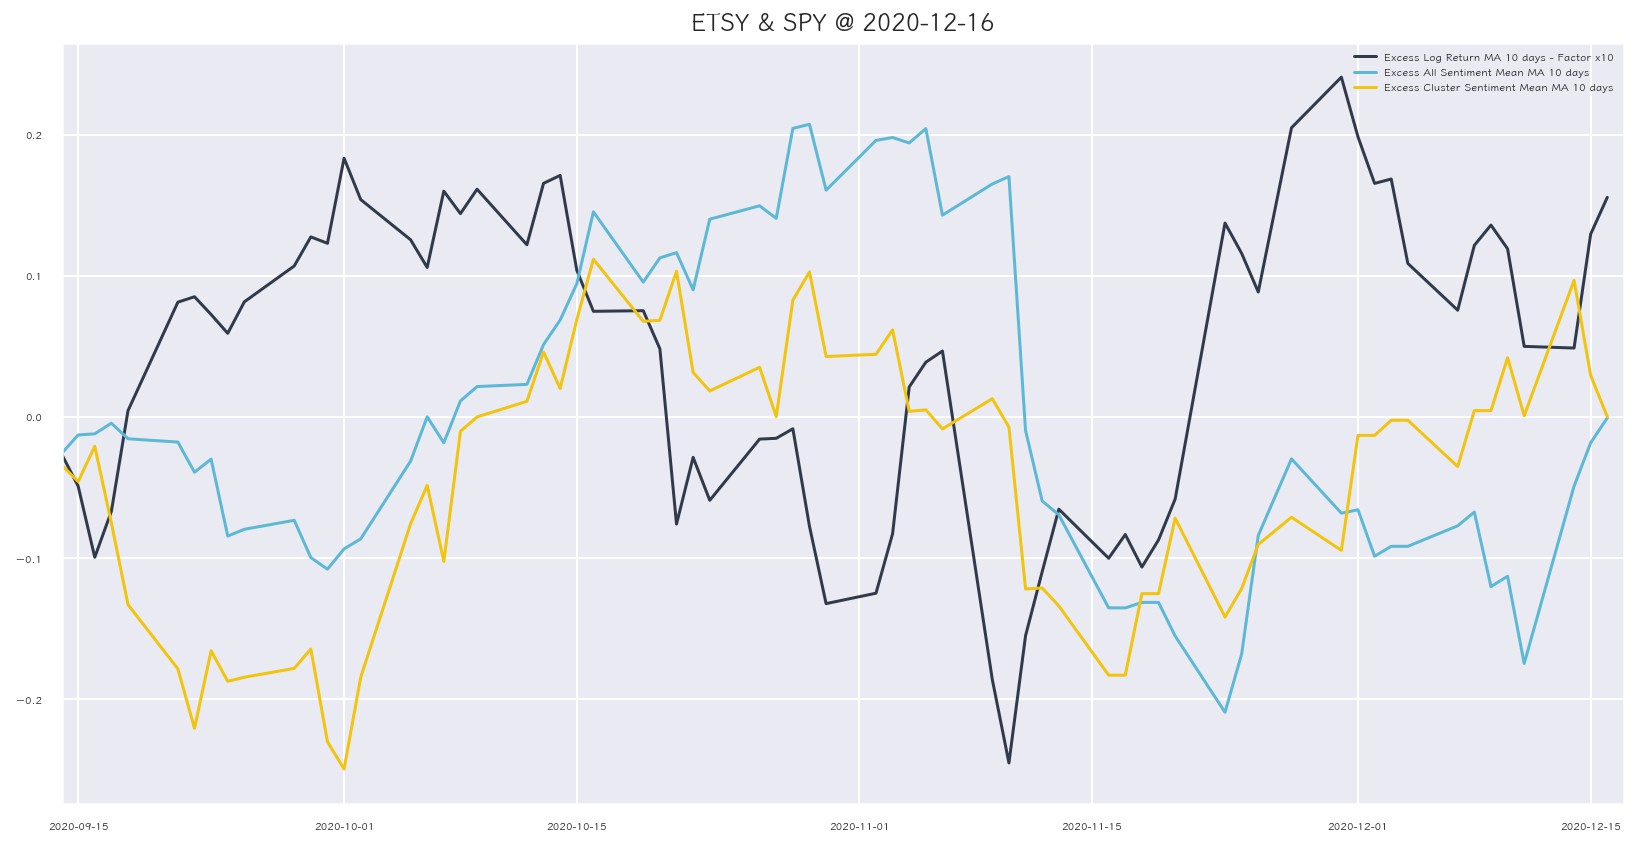 ETSY & SPY @ 2020-12-16
Excess Log Return MA 10 days - Factor x10
Excess All Sentiment Mean MA 10 days
Excess Cluster Sentiment Mean MA 10 days
0.2
0.1
0.0
−0.1
−0.2
2020-09-15 2020-10-01 2020-10-15 2020-11-01 2020-11-15 2020-12-01 2020-12-15